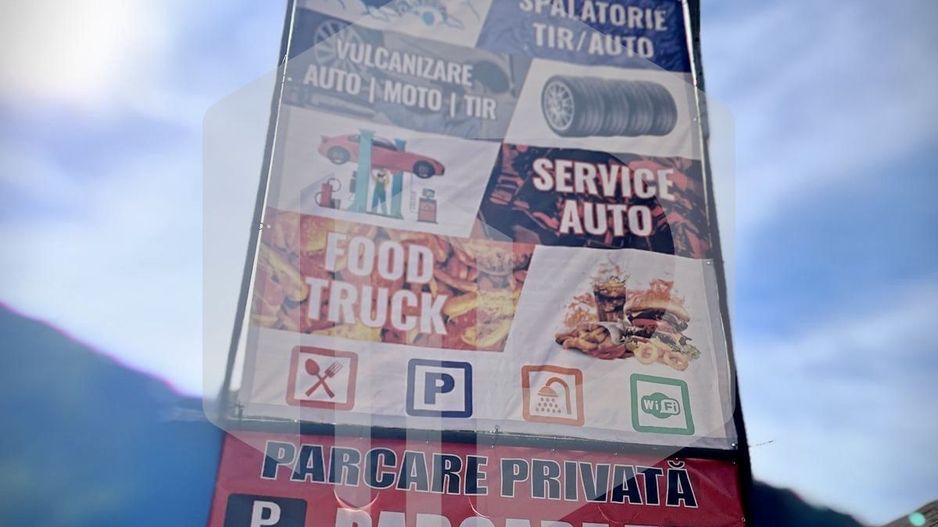 SPALATORIE
TIR/AUTO
VULCANIZARE
AUTO | MOTO | TIR
SERVICE
AUTO
FOOD
TRUCK
P
WiFi
PARCARE PRIVATĂ
P